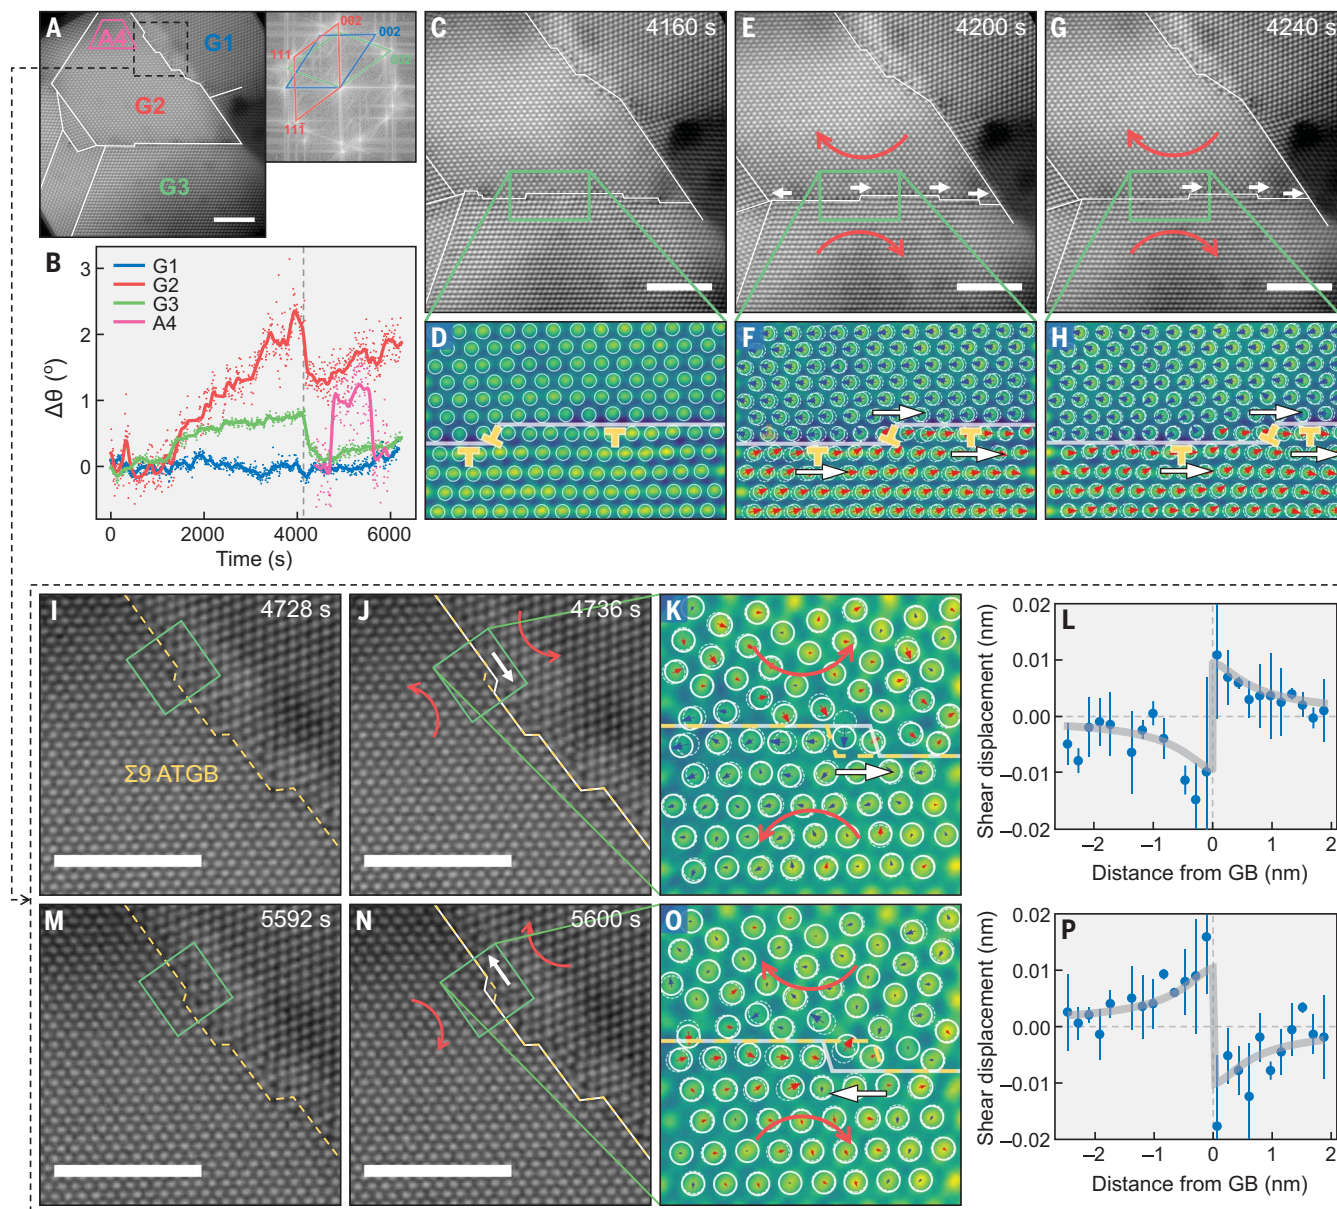 A
A4
G1
G2
G3
002
002
002
111
111
B
G1
G2
G3
A4
Δθ (°)
3
2
1
0
0
2000
4000
6000
Time (s)
C
4160 s
E
4200 s
G
4240 s
D
F
H
I
4728 s
Σ9 ATGB
J
4736 s
K
L
Shear displacement (nm)
0.02
0.01
0.00
–0.01
–0.02
–2
–1
0
1
2
Distance from GB (nm)
M
5592 s
N
5600 s
O
P
Shear displacement (nm)
0.02
0.01
0.00
–0.01
–0.02
–2
–1
0
1
2
Distance from GB (nm)